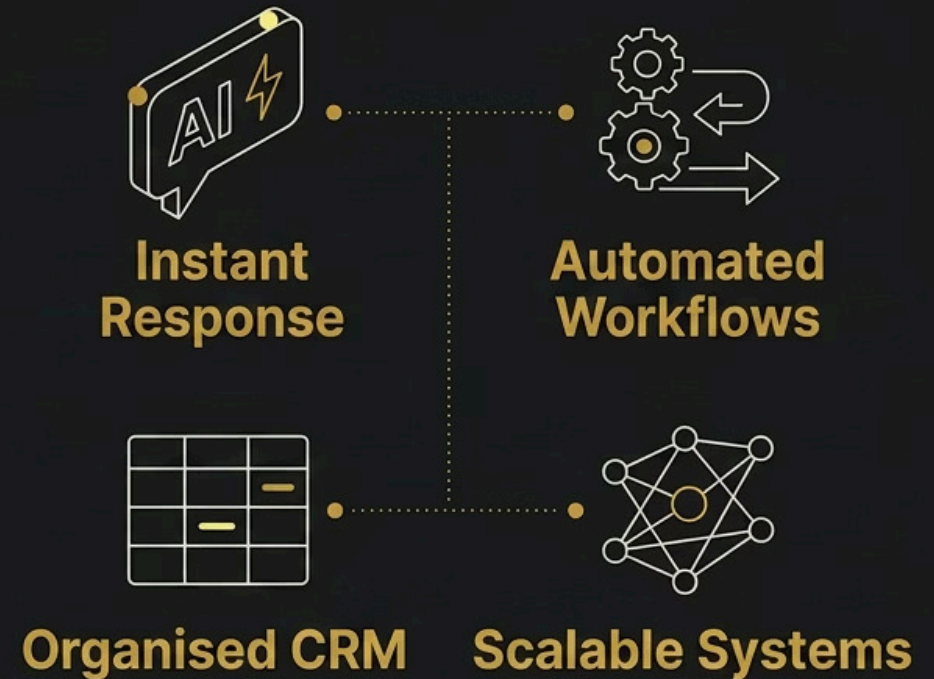 AI
Instant
Response
Automated
Workflows
Organised CRM
Scalable Systems